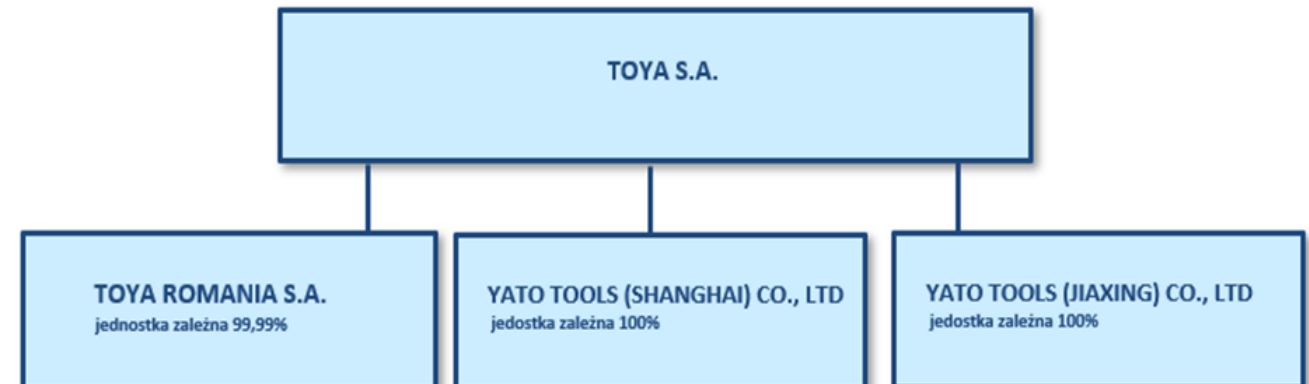 TOYA S.A.
TOYA ROMANIA S.A.
jednostka zależna 99,99%
YATO TOOLS (SHANGHAI) CO., LTD
jedostka zależna 100%
YATO TOOLS (JIAXING) CO., LTD
jedostka zależna 100%